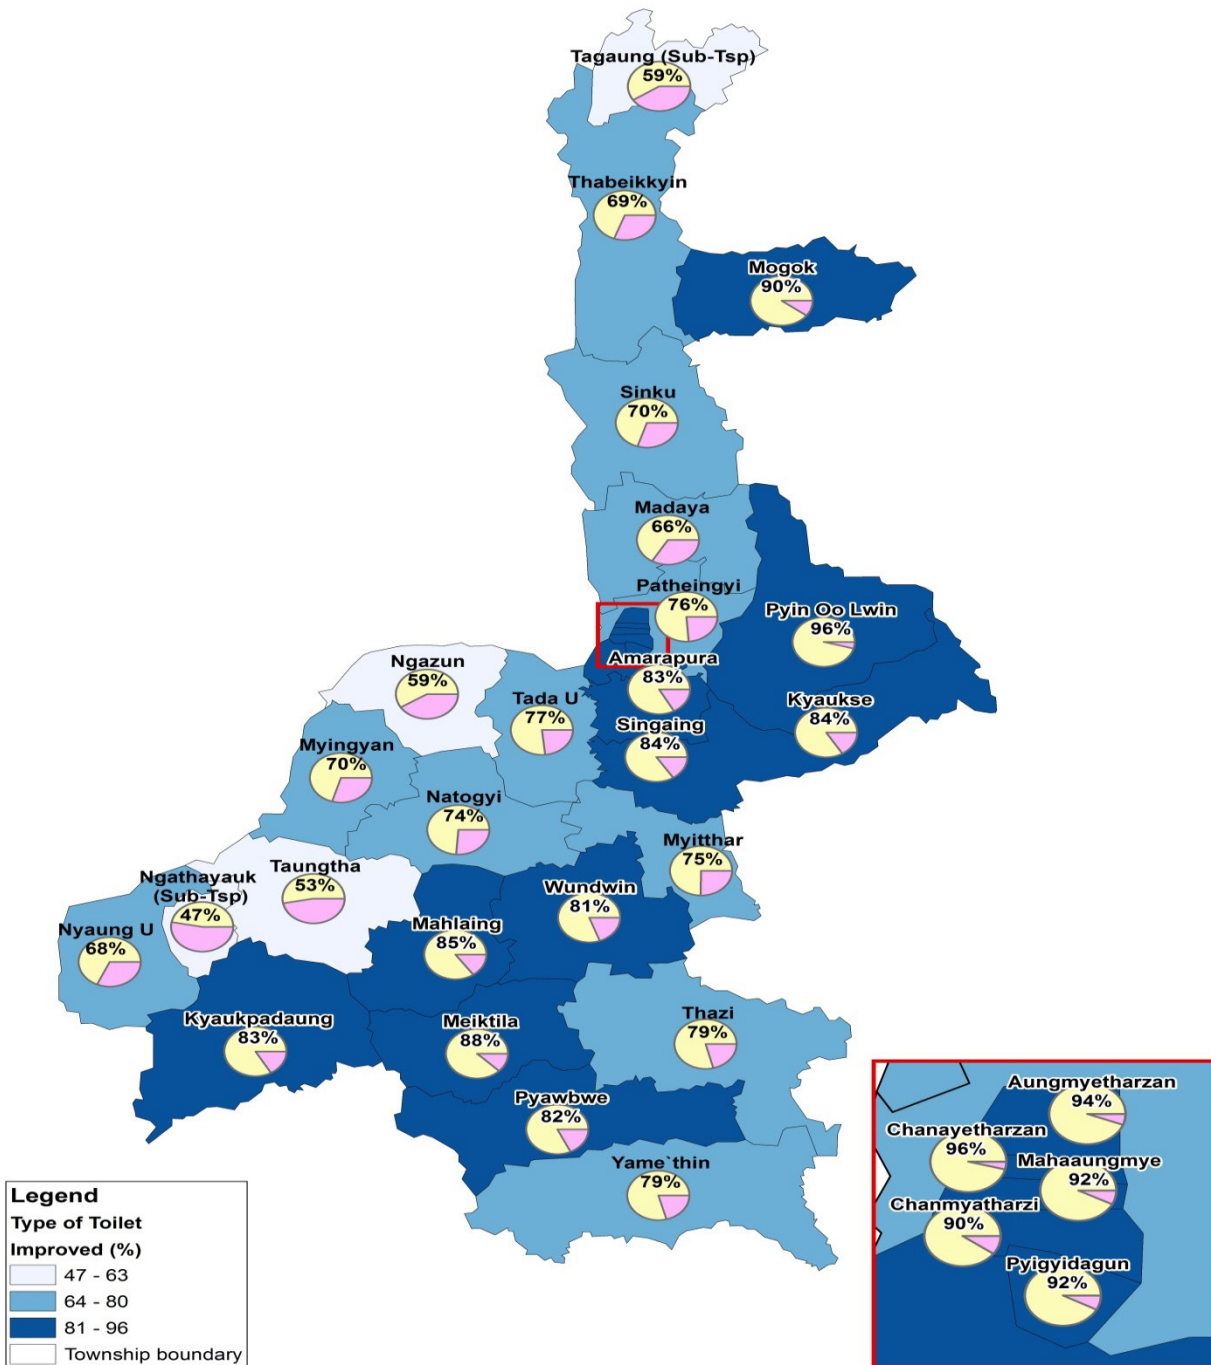 Tagaung (Sub-Tsp)
59%
Thabeikkyin
69%
Mogok
90%
Sinku
70%
Madaya
66%
Patheingyi
76%
Pyin Oo Lwin
96%
Amarapura
83%
Ngazun
59%
Tada U
77%
Kyaukse
84%
Singaing
84%
Myingyan
70%
Natogyi
74%
Myitthar
75%
Taungtha
53%
Ngathayauk
(Sub-Tsp)
47%
Wundwin
81%
Mahlaing
85%
Nyaung U
68%
Kyaukpadaung
83%
Meiktila
88%
Thazi
79%
Pyawbwe
82%
Yame`thin
79%
Aungmyetharzan
94%
Chanayetharzan
96%
Mahaaungmye
92%
Chanmyatharzi
90%
Pyigyidagun
92%
Legend
Type of Toilet
Improved (%)
47 - 63
64 - 80
81 - 96
Township boundary